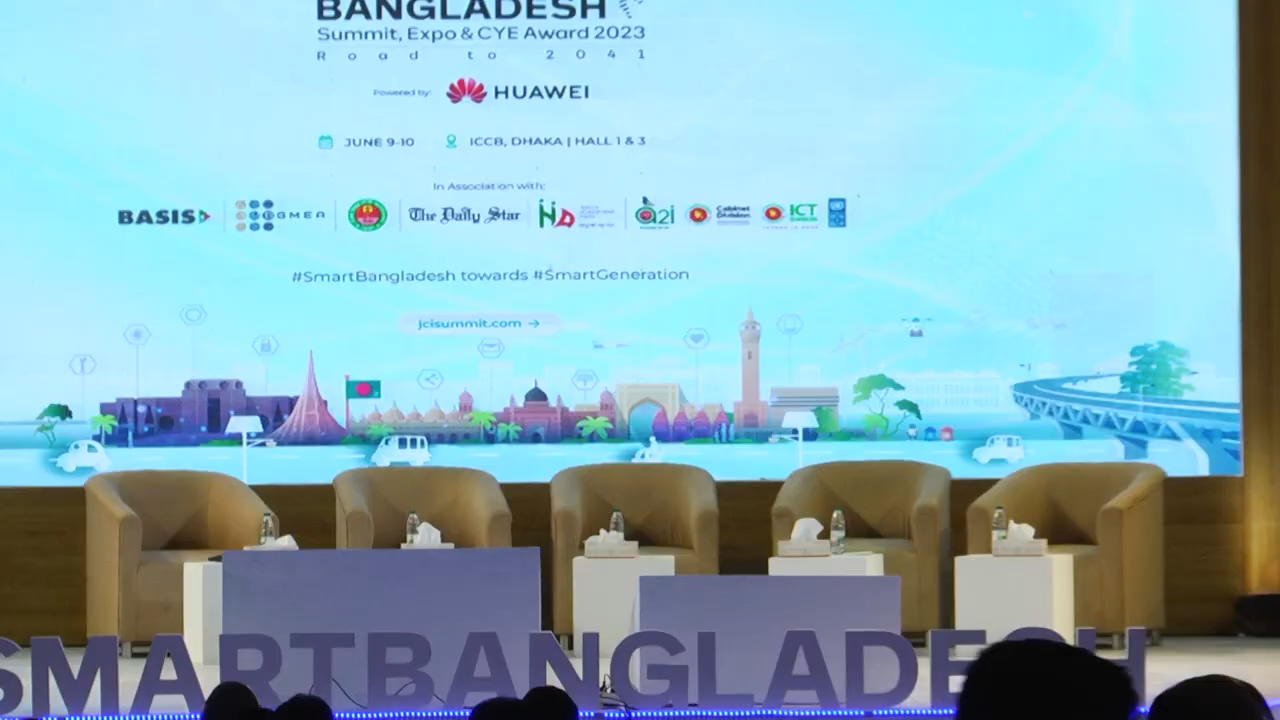 BANGLADESH
Summit, Expo & CYE Award 2023
Road to 2041
Powered by: HUAWEI
JUNE 9-10 ICCB, DHAKA | HALL 1 & 3
In Association with:
BASIS BGMEA The Daily Star a2i Cabinet Division ICT
#SmartBangladesh towards #SmartGeneration
jcisummit.com →
SMARTBANGLADESH